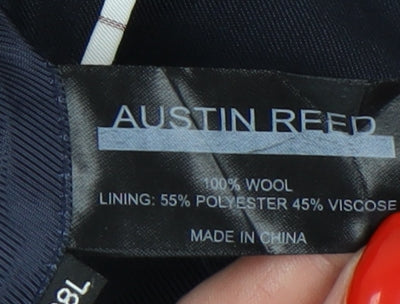 AUSTIN REED
100% WOOL
LINING: 55% POLYESTER 45% VISCOSE
MADE IN CHINA